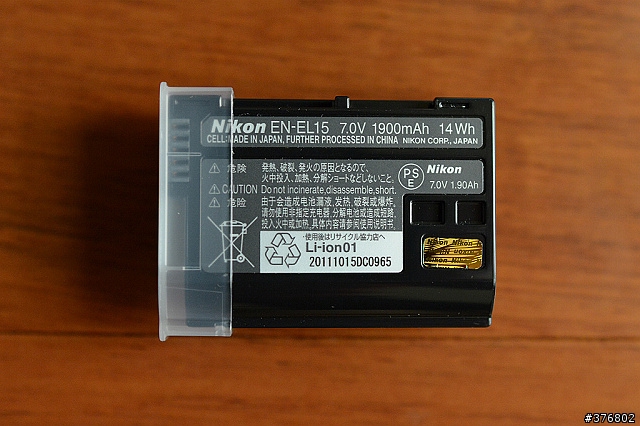 Nikon EN-EL15 7.0V 1900mAh 14Wh
CELL:MADE IN JAPAN, FURTHER PROCESSED IN CHINA NIKON CORP., JAPAN
危険 発熱、破裂、発火の原因となるので、
火中投入、加熱、分解ショートなどしないこと。
CAUTION Do not incinerate,disassemble,short.
危险 由于会造成电池漏液,发热,破裂或爆炸,
请勿使用非指定充电器,分解电池或造成短路,
投入火中或加热。具体内容请参阅使用说明书。
PS
E
Nikon
7.0V 1.90Ah
・使用後はリサイクル協力店へ
Li-ion01
20111015DC0965
Nikon Nikon
Nikon Nikon
#376802